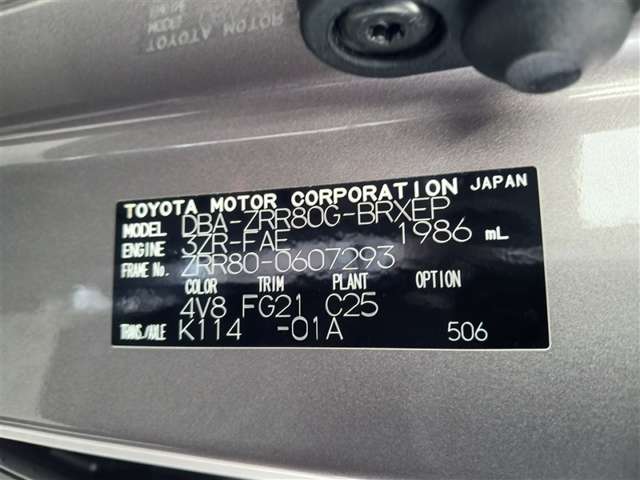 TOYOTA MOTOR CORPORATION JAPAN
MODEL DBA-ZRR80G-BRXEP
ENGINE 3ZR-FAE 1986 mL
FRAME No. ZRR80-0607293
COLOR TRIM PLANT OPTION
4V8 FG21 C25
TRANS./AXLE K114 -01A 506